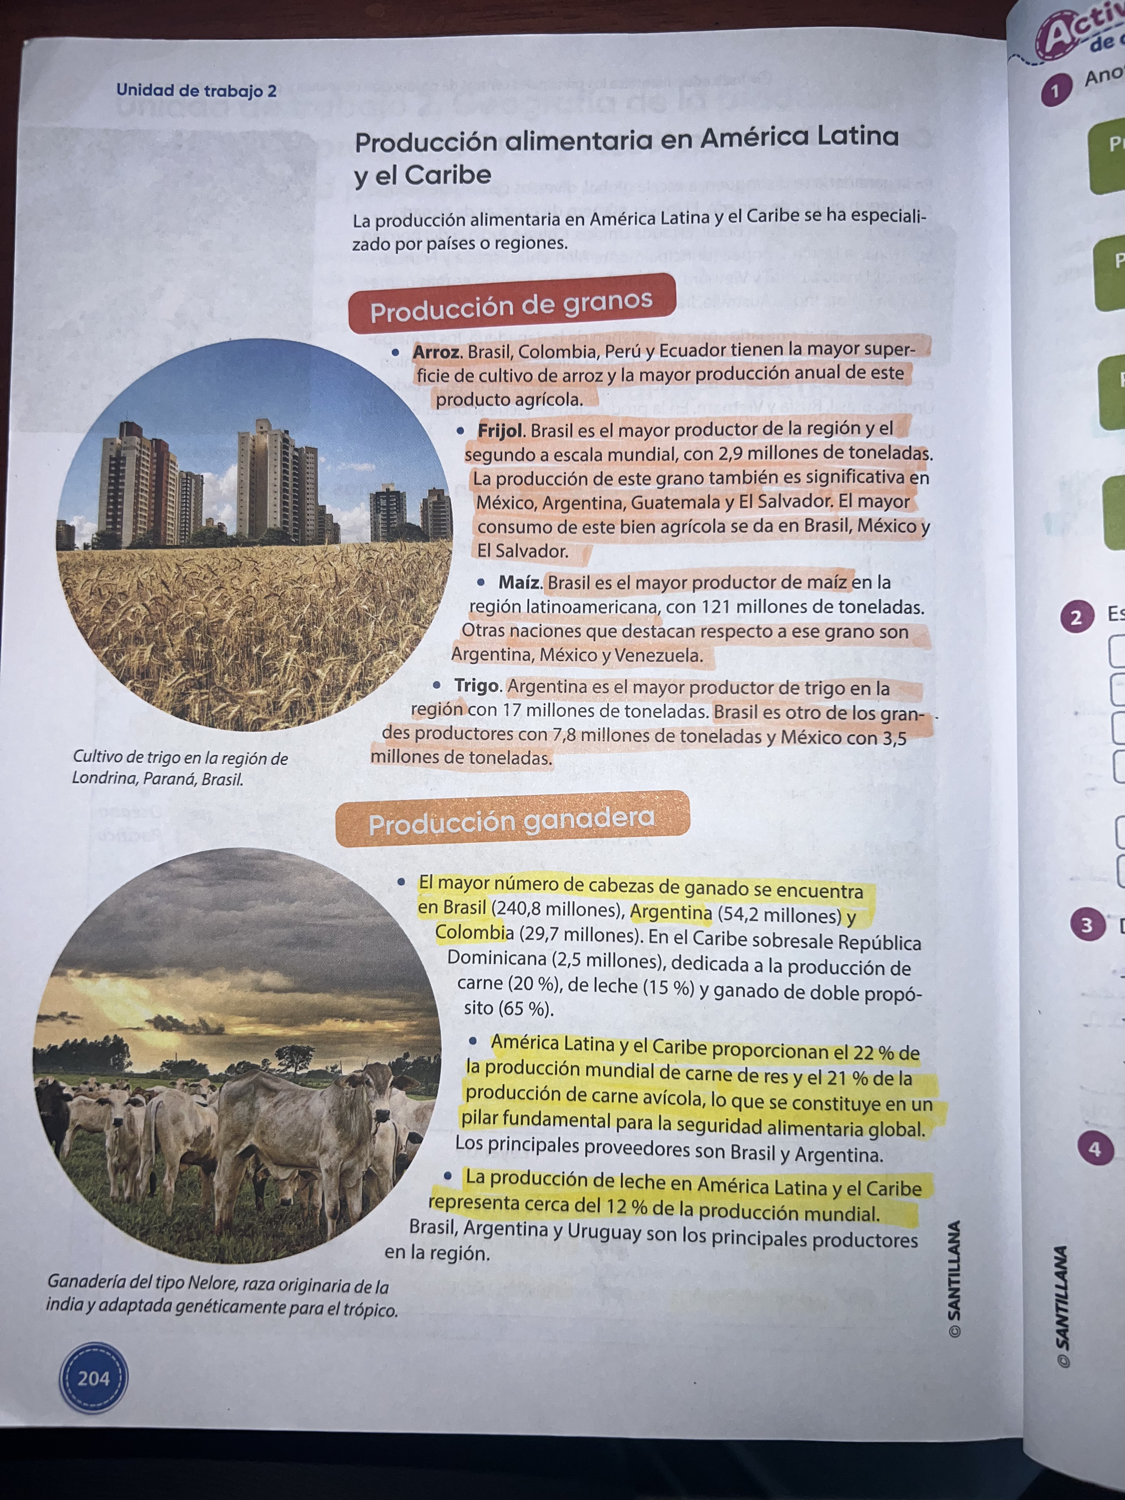 Unidad de trabajo 2
Producción alimentaria en América Latina
y el Caribe
La producción alimentaria en América Latina y el Caribe se ha especiali-
zado por países o regiones.
Producción de granos
• Arroz. Brasil, Colombia, Perú y Ecuador tienen la mayor super-
ficie de cultivo de arroz y la mayor producción anual de este
producto agrícola.
• Frijol. Brasil es el mayor productor de la región y el
segundo a escala mundial, con 2,9 millones de toneladas.
La producción de este grano también es significativa en
México, Argentina, Guatemala y El Salvador. El mayor
consumo de este bien agrícola se da en Brasil, México y
El Salvador.
• Maíz. Brasil es el mayor productor de maíz en la
región latinoamericana, con 121 millones de toneladas.
Otras naciones que destacan respecto a ese grano son
Argentina, México y Venezuela.
• Trigo. Argentina es el mayor productor de trigo en la
región con 17 millones de toneladas. Brasil es otro de los gran-
des productores con 7,8 millones de toneladas y México con 3,5
millones de toneladas.
Cultivo de trigo en la región de
Londrina, Paraná, Brasil.
Producción ganadera
• El mayor número de cabezas de ganado se encuentra
en Brasil (240,8 millones), Argentina (54,2 millones) y
Colombia (29,7 millones). En el Caribe sobresale República
Dominicana (2,5 millones), dedicada a la producción de
carne (20 %), de leche (15 %) y ganado de doble propó-
sito (65 %).
• América Latina y el Caribe proporcionan el 22 % de
la producción mundial de carne de res y el 21 % de la
producción de carne avícola, lo que se constituye en un
pilar fundamental para la seguridad alimentaria global.
Los principales proveedores son Brasil y Argentina.
• La producción de leche en América Latina y el Caribe
representa cerca del 12 % de la producción mundial.
Brasil, Argentina y Uruguay son los principales productores
en la región.
Ganadería del tipo Nelore, raza originaria de la
india y adaptada genéticamente para el trópico.
© SANTILLANA
204
Activ
de
1 Ano
P
P
2 Es
3
4
© SANTILLANA